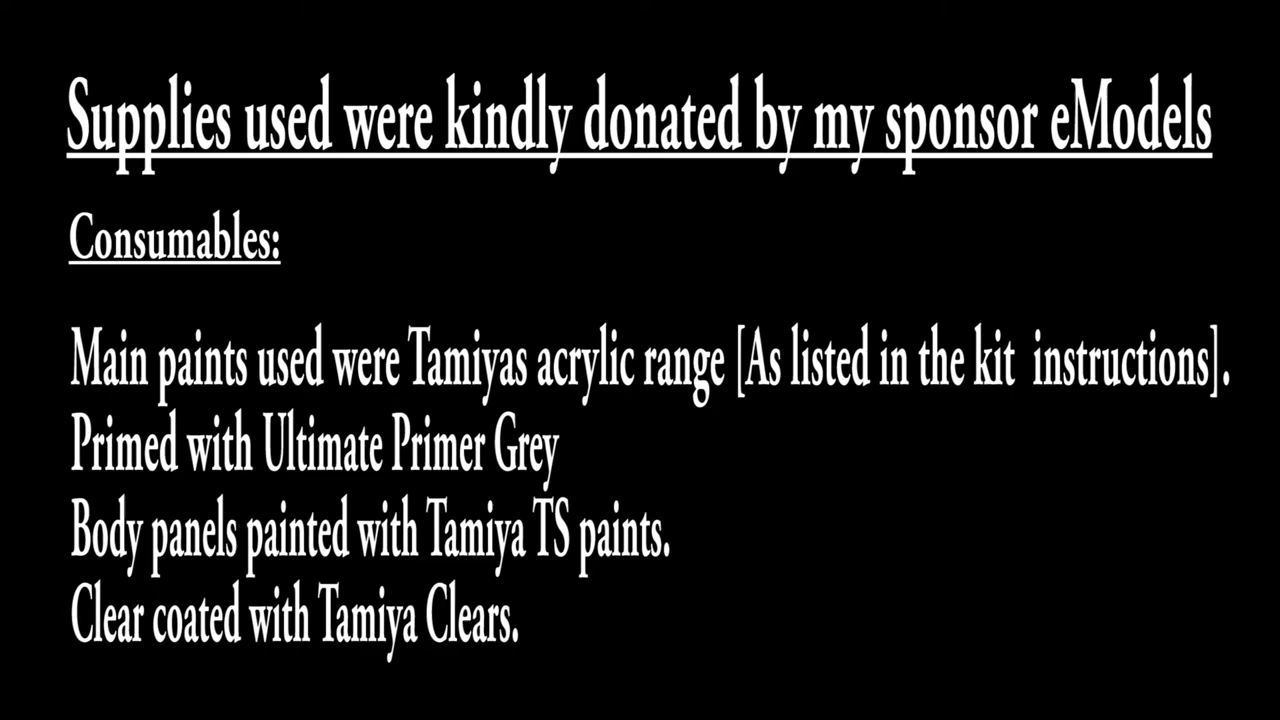 Supplies used were kindly donated by my sponsor eModels
Consumables:
Main paints used were Tamiyas acrylic range [As listed in the kit  instructions].
Primed with Ultimate Primer Grey
Body panels painted with Tamiya TS paints.
Clear coated with Tamiya Clears.